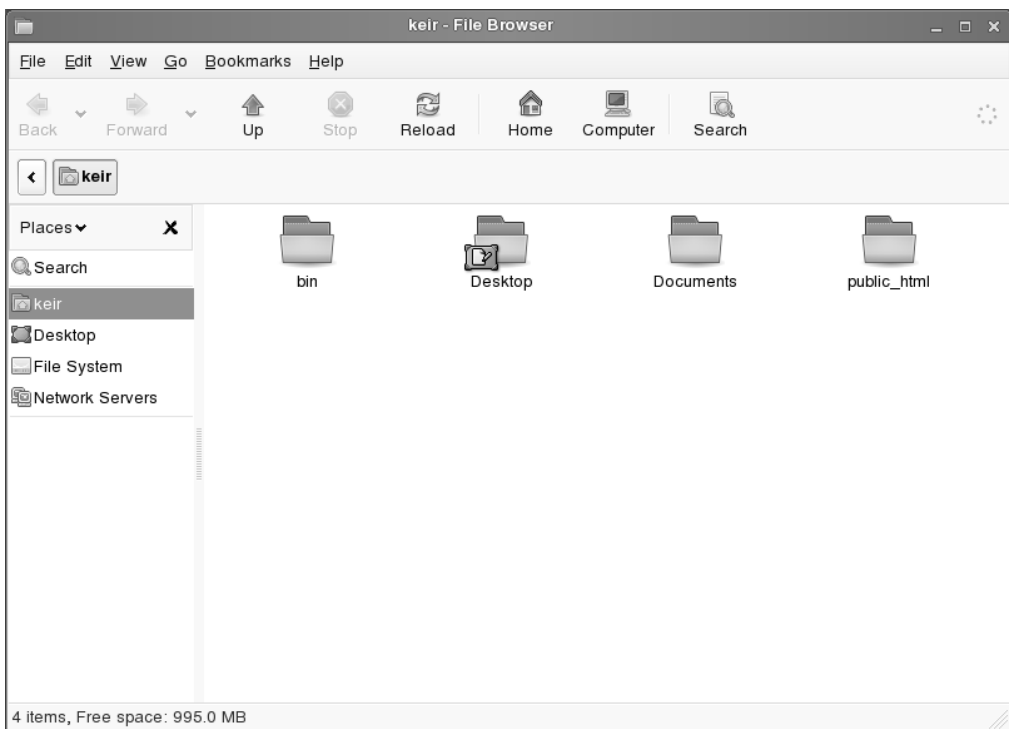 keir - File Browser
File Edit View Go Bookmarks Help
Back Forward Up Stop Reload Home Computer Search
keir
Places
Search
keir
Desktop
File System
Network Servers
bin Desktop Documents public_html
4 items, Free space: 995.0 MB